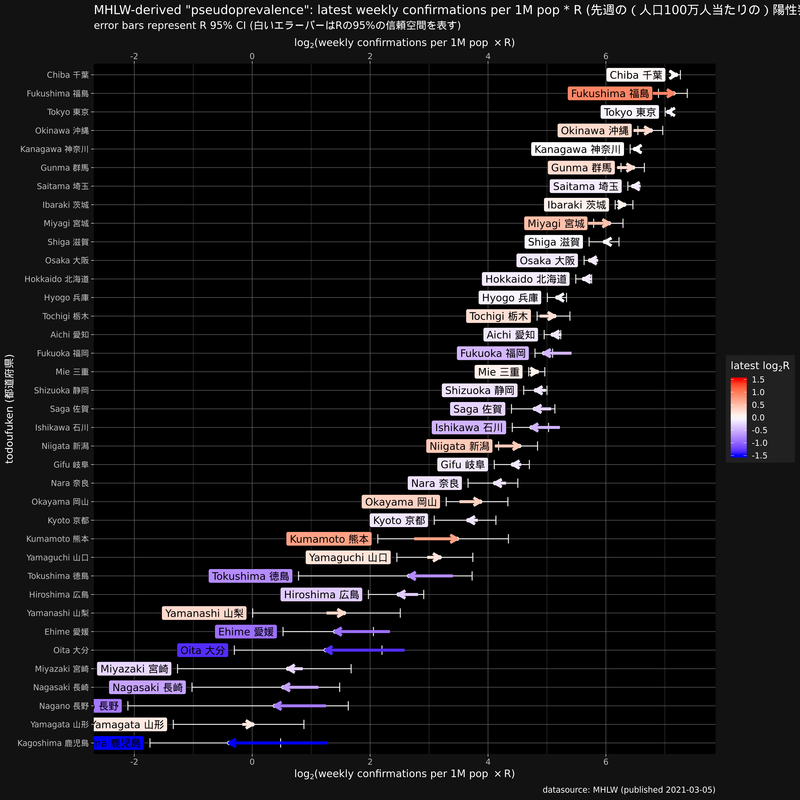 MHLW-derived "pseudoprevalence": latest weekly confirmations per 1M pop * R (先週の ( 人口100万人当たりの ) 陽性
error bars represent R 95% CI (白いエラーバーはRの95%の信頼空間を表す)
log2(weekly confirmations per 1M pop × R)
-2 0 2 4 6
todoufuken (都道府県)
Chiba 千葉 Chiba 千葉
Fukushima 福島 Fukushima 福島
Tokyo 東京 Tokyo 東京
Okinawa 沖縄 Okinawa 沖縄
Kanagawa 神奈川 Kanagawa 神奈川
Gunma 群馬 Gunma 群馬
Saitama 埼玉 Saitama 埼玉
Ibaraki 茨城 Ibaraki 茨城
Miyagi 宮城 Miyagi 宮城
Shiga 滋賀 Shiga 滋賀
Osaka 大阪 Osaka 大阪
Hokkaido 北海道 Hokkaido 北海道
Hyogo 兵庫 Hyogo 兵庫
Tochigi 栃木 Tochigi 栃木
Aichi 愛知 Aichi 愛知
Fukuoka 福岡 Fukuoka 福岡
Mie 三重 Mie 三重
Shizuoka 静岡 Shizuoka 静岡
Saga 佐賀 Saga 佐賀
Ishikawa 石川 Ishikawa 石川
Niigata 新潟 Niigata 新潟
Gifu 岐阜 Gifu 岐阜
Nara 奈良 Nara 奈良
Okayama 岡山 Okayama 岡山
Kyoto 京都 Kyoto 京都
Kumamoto 熊本 Kumamoto 熊本
Yamaguchi 山口 Yamaguchi 山口
Tokushima 徳島 Tokushima 徳島
Hiroshima 広島 Hiroshima 広島
Yamanashi 山梨 Yamanashi 山梨
Ehime 愛媛 Ehime 愛媛
Oita 大分 Oita 大分
Miyazaki 宮崎 Miyazaki 宮崎
Nagasaki 長崎 Nagasaki 長崎
Nagano 長野 長野
Yamagata 山形 amagata 山形
Kagoshima 鹿児島 鹿児島
latest log2R
1.5
1.0
0.5
0.0
-0.5
-1.0
-1.5
-2 0 2 4 6
log2(weekly confirmations per 1M pop × R)
datasource: MHLW (published 2021-03-05)